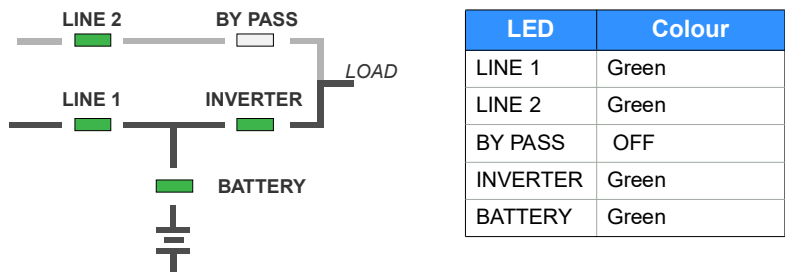 LINE 2 BY PASS
LOAD
LINE 1 INVERTER
BATTERY
LED Colour
LINE 1 Green
LINE 2 Green
BY PASS OFF
INVERTER Green
BATTERY Green